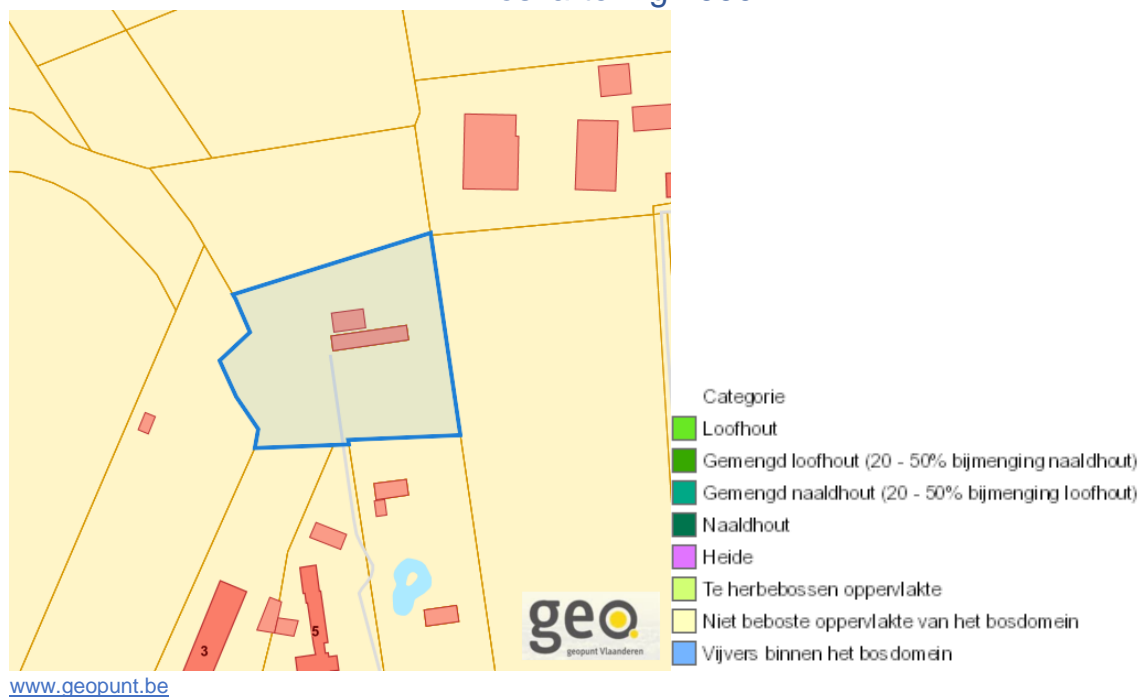 Categorie
Loofhout
Gemengd loofhout (20 - 50% bijmenging naaldhout)
Gemengd naaldhout (20 - 50% bijmenging loofhout)
Naaldhout
Heide
Te herbebossen oppervlakte
Niet beboste oppervlakte van het bosdomein
Vijvers binnen het bosdomein
5
3
geo
geopunt Vlaanderen
www.geopunt.be